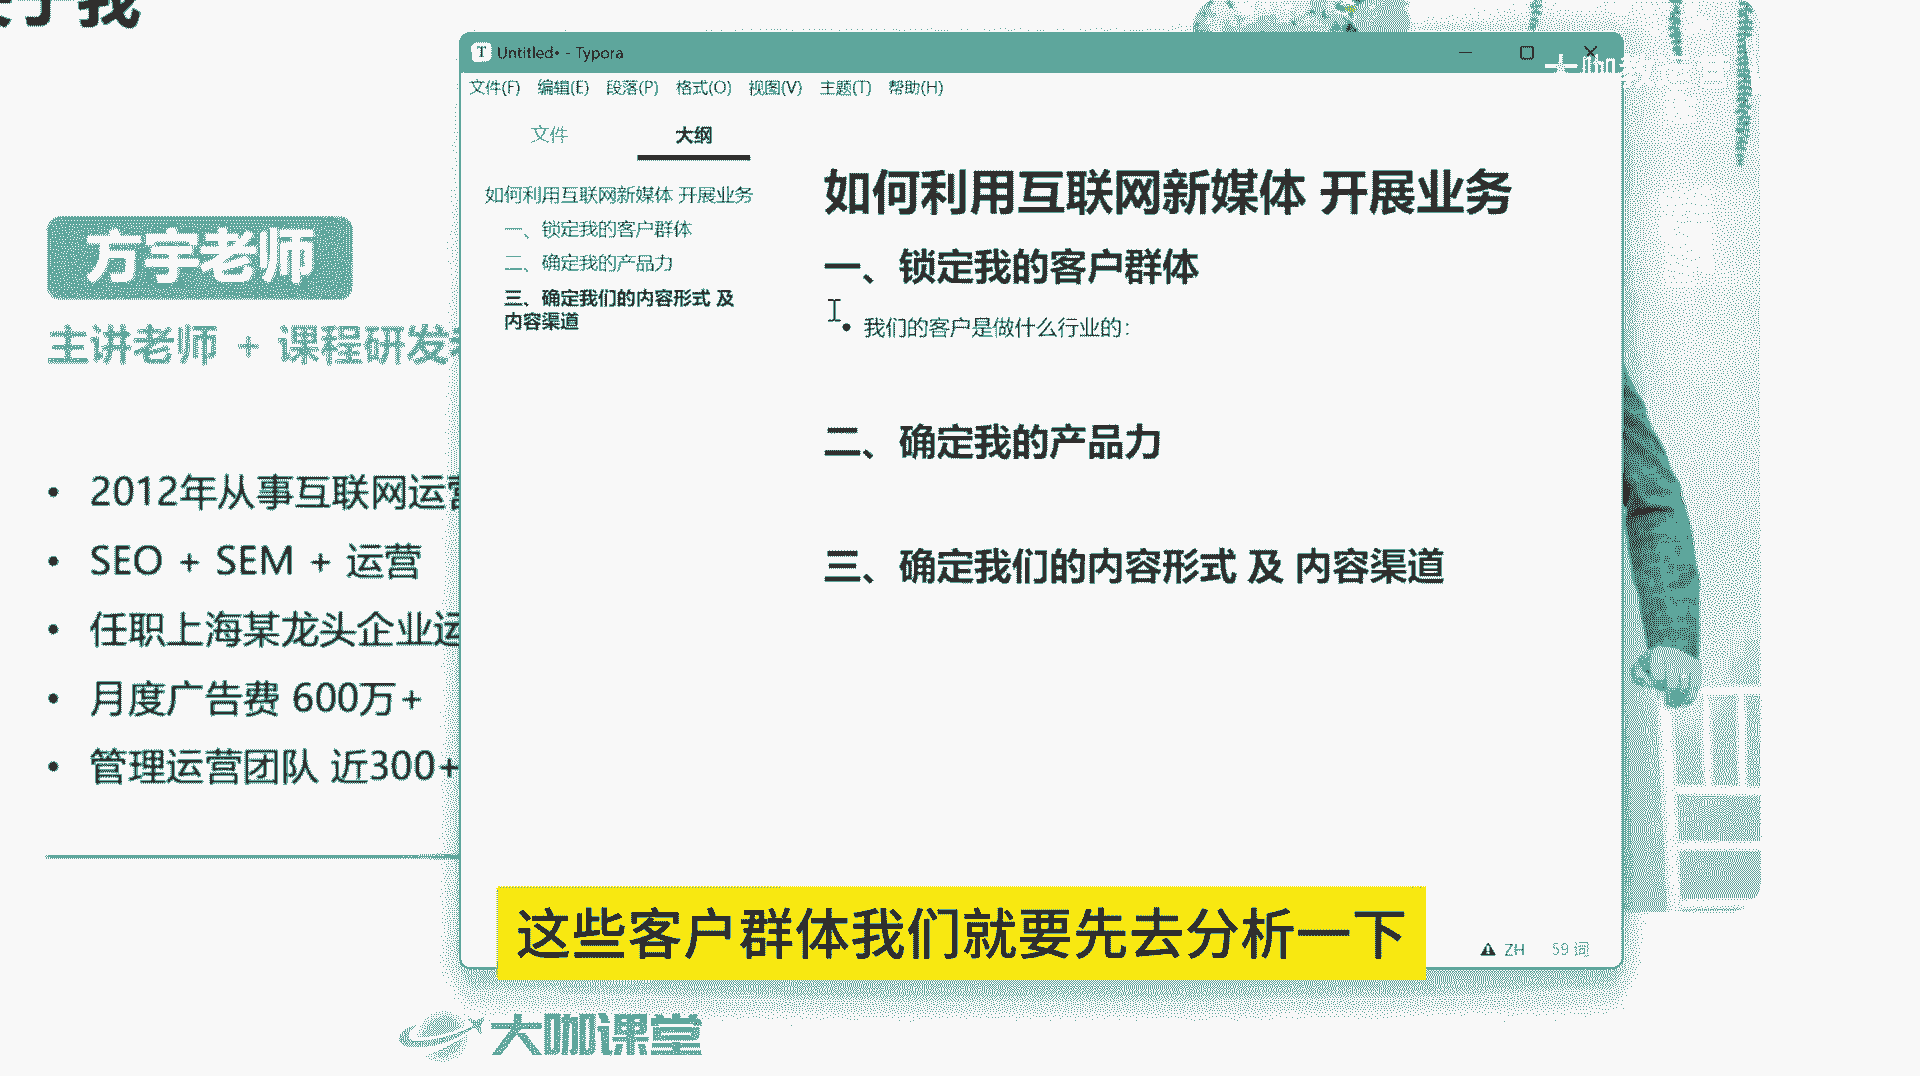 于我
Untitled• - Typora
文件(F) 编辑(E) 段落(P) 格式(O) 视图(V) 主题(T) 帮助(H)
文件 大纲
如何利用互联网新媒体 开展业务
一、锁定我的客户群体
二、确定我的产品力
三、确定我们的内容形式 及
内容渠道
如何利用互联网新媒体 开展业务
一、锁定我的客户群体
• 我们的客户是做什么行业的：
二、确定我的产品力
三、确定我们的内容形式 及 内容渠道
ZH 59 词
方宇老师
主讲老师 + 课程研发
• 2012年从事互联网运营
• SEO + SEM + 运营
• 任职上海某龙头企业运
• 月度广告费 600万+
• 管理运营团队 近300+
这些客户群体我们就要先去分析一下
大咖课堂